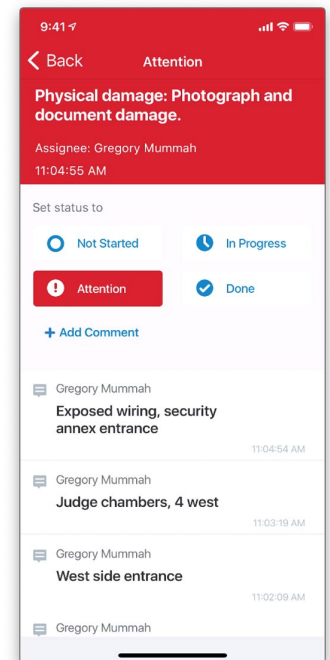 9:41
Back
Attention
Physical damage: Photograph and
document damage.
Assignee: Gregory Mummah
11:04:55 AM
Set status to
Not Started
In Progress
Attention
Done
+ Add Comment
Gregory Mummah
Exposed wiring, security
annex entrance
11:04:54 AM
Gregory Mummah
Judge chambers, 4 west
11:03:19 AM
Gregory Mummah
West side entrance
11:02:09 AM
Gregory Mummah